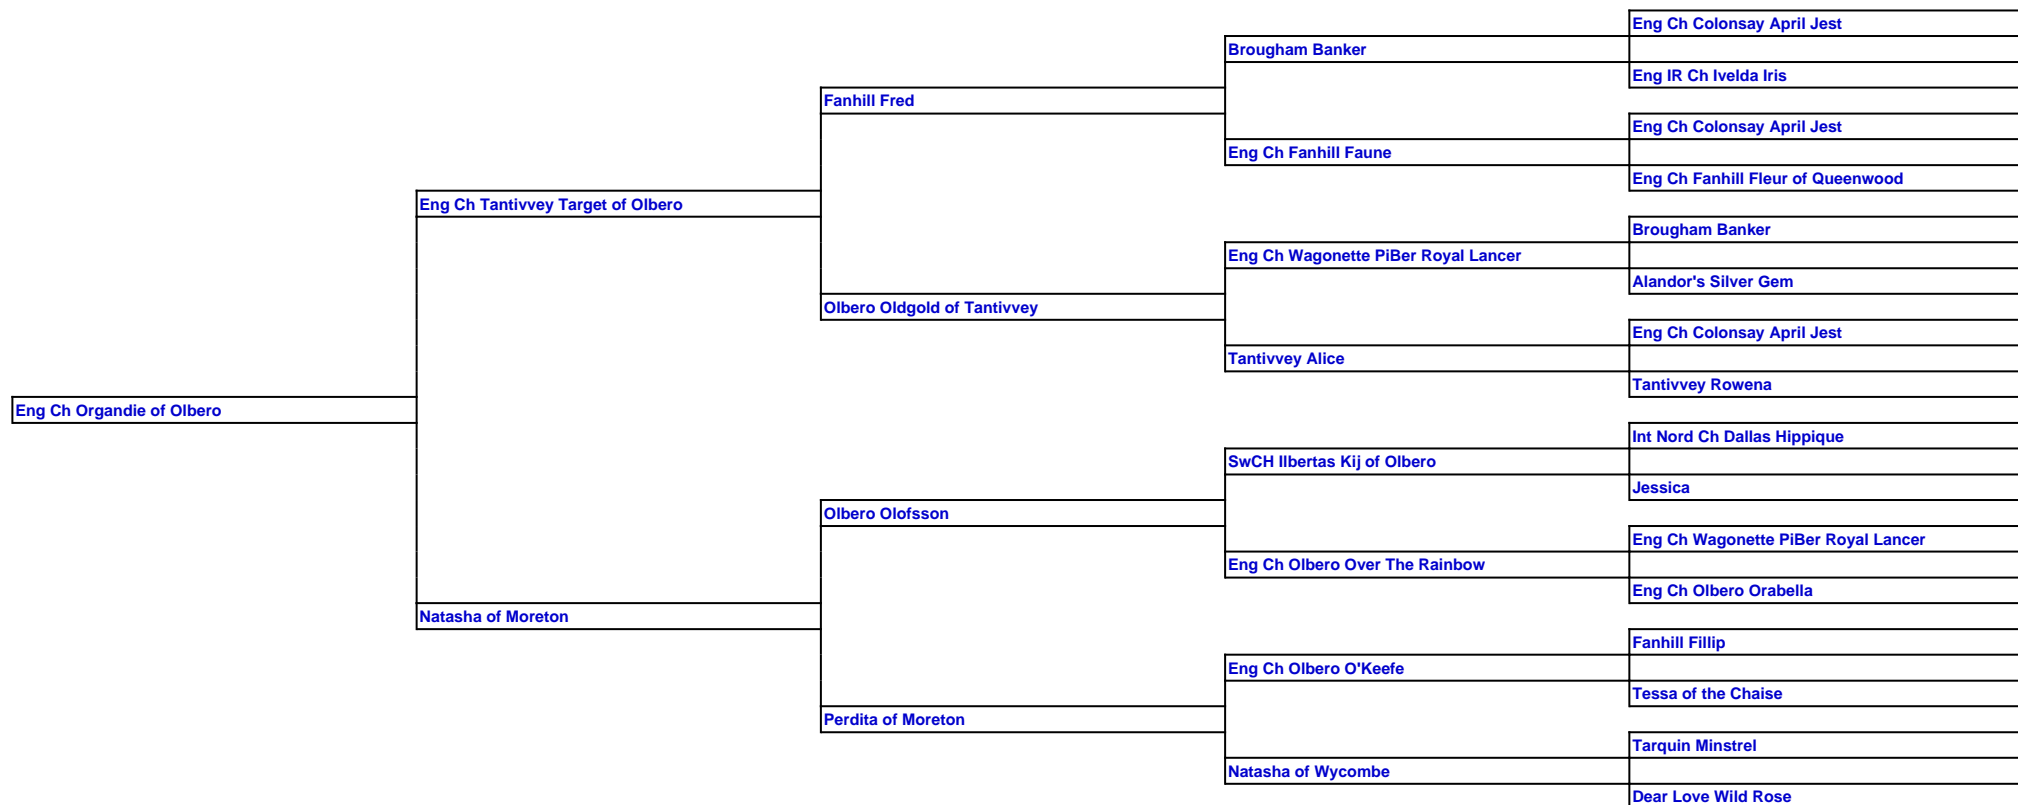 Eng Ch Colonsay April Jest
Brougham Banker
Eng IR Ch Ivelda Iris
Fanhill Fred
Eng Ch Colonsay April Jest
Eng Ch Fanhill Faune
Eng Ch Fanhill Fleur of Queenwood
Eng Ch Tantivvey Target of Olbero
Brougham Banker
Eng Ch Wagonette PiBer Royal Lancer
Alandor's Silver Gem
Olbero Oldgold of Tantivvey
Eng Ch Colonsay April Jest
Tantivvey Alice
Tantivvey Rowena
Eng Ch Organdie of Olbero
Int Nord Ch Dallas Hippique
SwCH Ilbertas Kij of Olbero
Jessica
Olbero Olofsson
Eng Ch Wagonette PiBer Royal Lancer
Eng Ch Olbero Over The Rainbow
Eng Ch Olbero Orabella
Natasha of Moreton
Fanhill Fillip
Eng Ch Olbero O'Keefe
Tessa of the Chaise
Perdita of Moreton
Tarquin Minstrel
Natasha of Wycombe
Dear Love Wild Rose